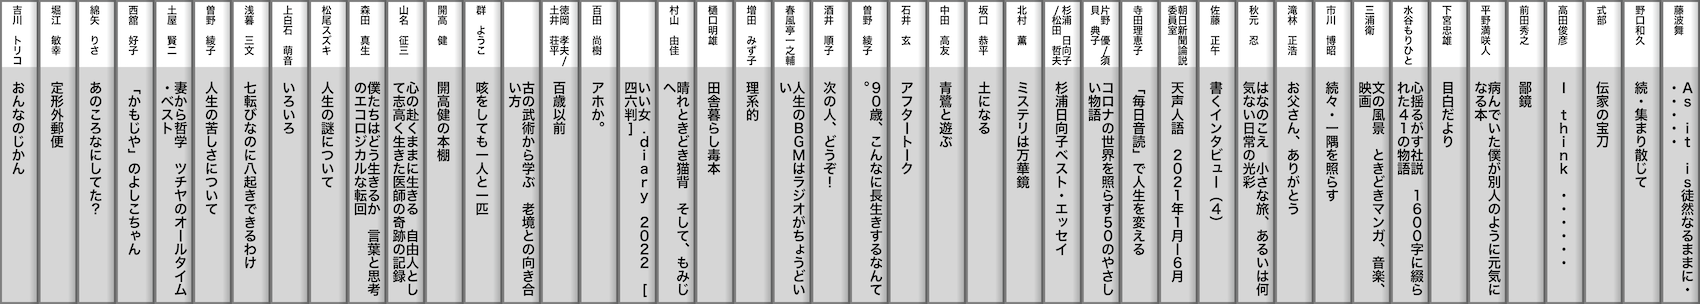 藤波舞
As it is徒然なるままに・
・・・・・
野口和久
続・集まり散じて
式部
伝家の宝刀
高田俊彦
I think・・・・・・
前田秀之
鄙鏡
平野満咲人
病んでいた僕が別人のように元気に
なる本
下宮忠雄
目白だより
水谷もりひと
心揺るがす社説 1600字に綴ら
れた41の物語
三浦衛
文の風景 ときどきマンガ、音楽、
映画
市川 博昭
続々・一隅を照らす
滝林 正浩
お父さん、ありがとう
秋元 忍
はなのこえ 小さな旅、あるいは何
気ない日常の光彩
佐藤 正午
書くインタビュー(4)
朝日新聞論説
委員室
天声人語 2021年1月ー6月
寺田理恵子
「毎日音読」で人生を変える
片野 優/須
貝 典子
コロナの世界を照らす50のやさし
い物語
杉浦 日向子
/松田 哲夫
杉浦日向子ベスト・エッセイ
北村 薫
ミステリは万華鏡
坂口 恭平
土になる
中田 高友
青鷺と遊ぶ
石井 玄
アフタートーク
曽野 綾子
90歳、こんなに長生きするなんて
。
酒井 順子
次の人、どうぞ!
春風亭一之輔
人生のBGMはラジオがちょうどい
い
増田 みず子
理系的
樋口明雄
田舎暮らし毒本
村山 由佳
晴れときどき猫背 そして、もみじ
へ
いい女.diary 2022 [
四六判]
百田 尚樹
アホか。
徳岡 孝夫/
土井 荘平
百歳以前
古の武術から学ぶ 老境との向き合
い方
群 ようこ
咳をしても一人と一匹
開高 健
開高健の本棚
山名 征三
心の赴くままに生きる 自由人とし
て志高く生きた医師の奇跡の記録
森田 真生
僕たちはどう生きるか 言葉と思考
のエコロジカルな転回
松尾スズキ
人生の謎について
上白石 萌音
いろいろ
浅暮 三文
七転びなのに八起きできるわけ
曽野 綾子
人生の苦しさについて
土屋 賢二
妻から哲学 ツチヤのオールタイム
・ベスト
西舘 好子
「かもじや」のよしこちゃん
綿矢 りさ
あのころなにしてた?
堀江 敏幸
定形外郵便
吉川 トリコ
おんなのじかん